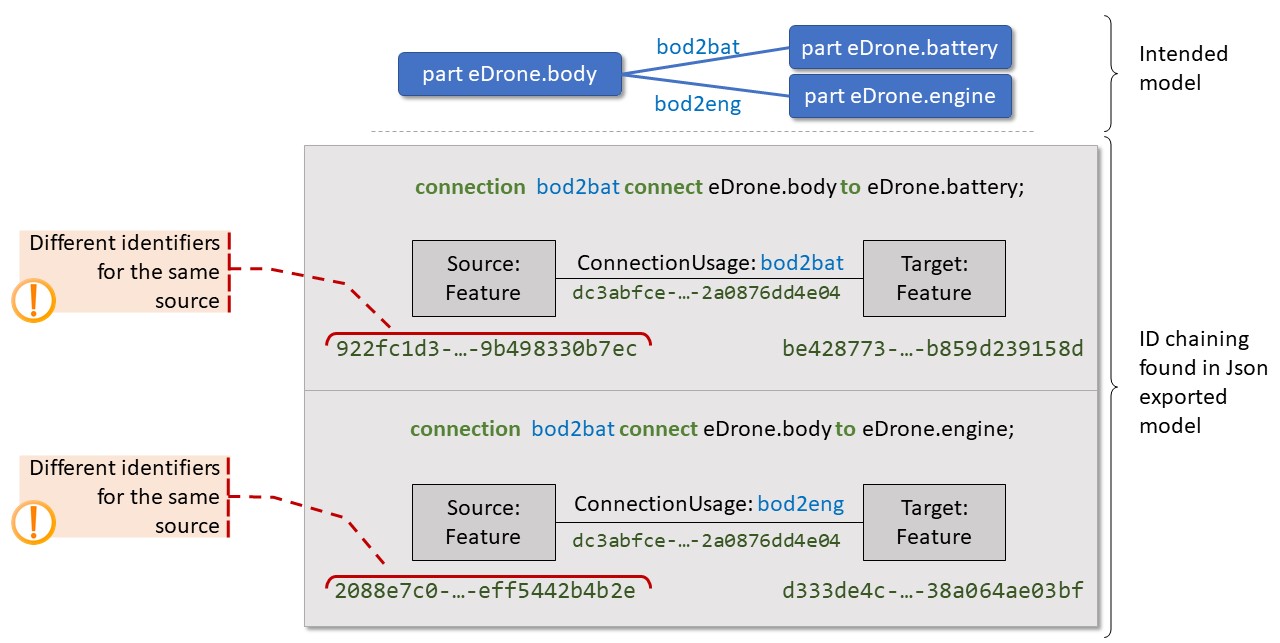 bod2bat
part eDrone.battery
part eDrone.body
bod2eng
part eDrone.engine
Intended
model
connection bod2bat connect eDrone.body to eDrone.battery;
Different identifiers
for the same
source
Source:
Feature
ConnectionUsage: bod2bat
dc3abfce-…-2a0876dd4e04
Target:
Feature
922fc1d3-…-9b498330b7ec
be428773-…-b859d239158d
ID chaining
found in Json
exported
model
connection bod2bat connect eDrone.body to eDrone.engine;
Different identifiers
for the same
source
Source:
Feature
ConnectionUsage: bod2eng
dc3abfce-…-2a0876dd4e04
Target:
Feature
2088e7c0-…-eff5442b4b2e
d333de4c-…-38a064ae03bf